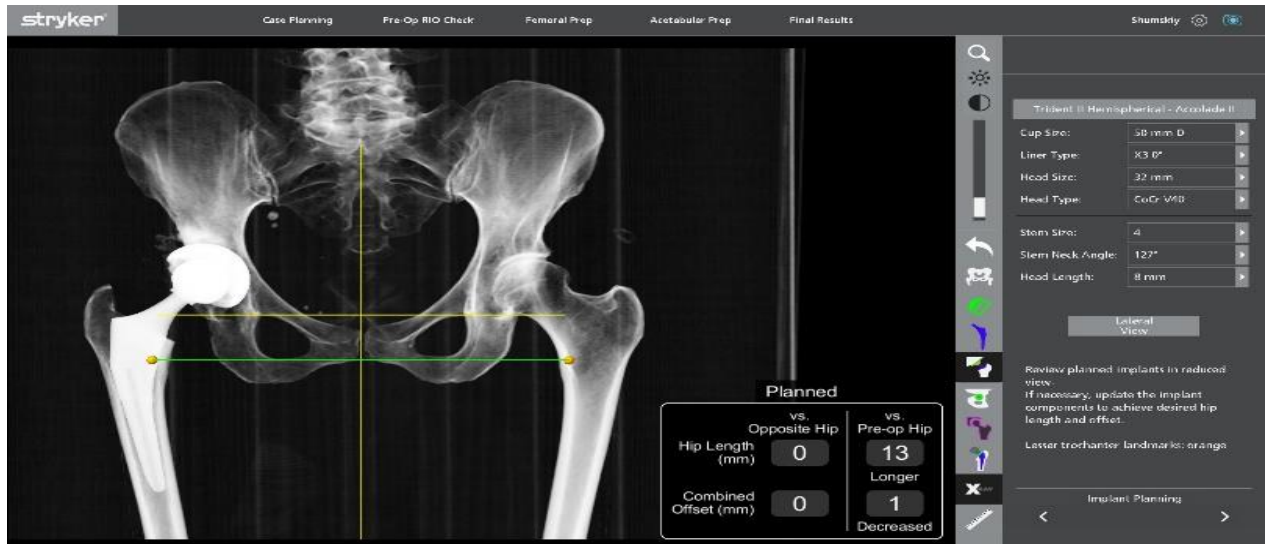 stryker
Case Planning Pre-Op RIO Check Femoral Prep Acetabular Prep Final Results Shumskiy
Trident II Hemispherical - Accolade II
Cup Size: 50 mm D
Liner Type: X3 0°
Head Size: 32 mm
Head Type: CoCr V40
Stem Size: 4
Stem Neck Angle: 127°
Head Length: 8 mm
Lateral
View
Review planned implants in reduced
view.
If necessary, update the implant
components to achieve desired hip
length and offset.
Lesser trochanter landmarks: orange
Implant Planning
< >
Planned
vs. vs.
Opposite Hip Pre-op Hip
Hip Length
(mm) 0 13
Longer
Combined
Offset (mm) 0 1
Decreased